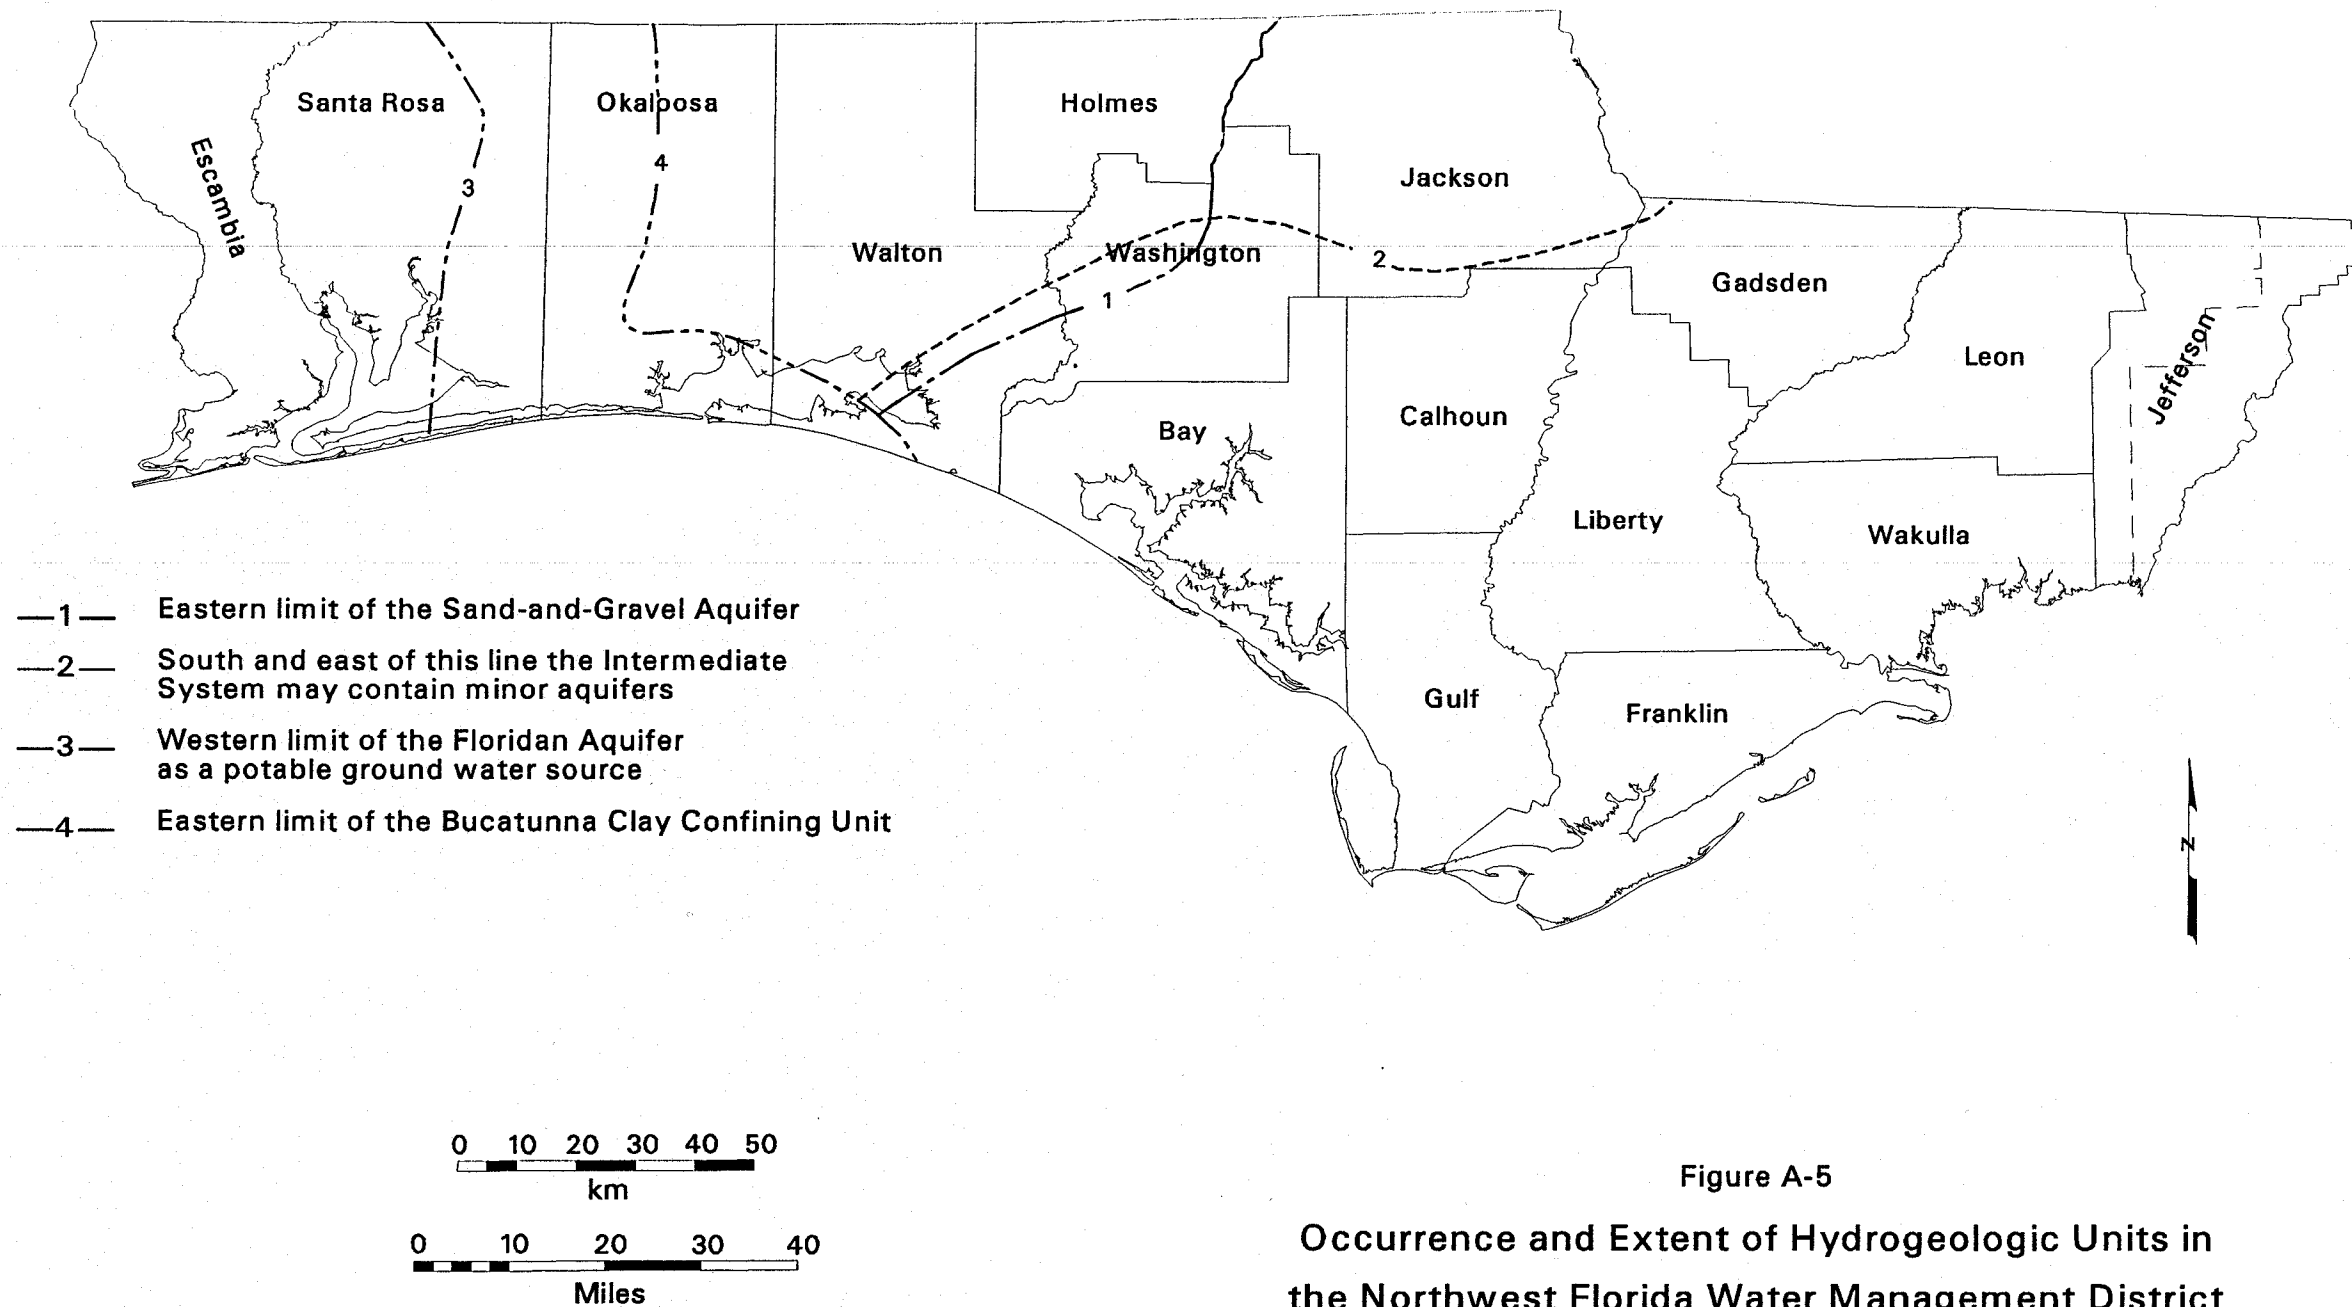 Santa Rosa
Okaloosa
Holmes
Escambia
3
4
Jackson
Walton
Washington
2
1
Gadsden
Leon
Jefferson
Calhoun
Bay
Liberty
Wakulla
Gulf
Franklin
—1— Eastern limit of the Sand-and-Gravel Aquifer
—2— South and east of this line the Intermediate
System may contain minor aquifers
—3— Western limit of the Floridan Aquifer
as a potable ground water source
—4— Eastern limit of the Bucatunna Clay Confining Unit
N
0 10 20 30 40 50
km
0 10 20 30 40
Miles
Figure A-5
Occurrence and Extent of Hydrogeologic Units in
the Northwest Florida Water Management District